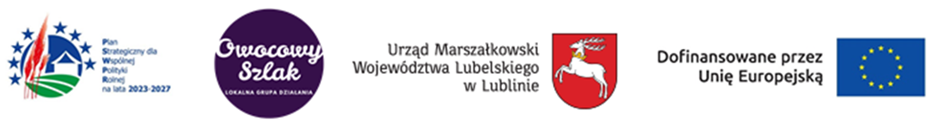 Plan
Strategiczny dla
Wspólnej
Polityki
Rolnej
na lata 2023-2027
Owocowy
Szlak
LOKALNA GRUPA DZIAŁANIA
Urząd Marszałkowski
Województwa Lubelskiego
w Lublinie
Dofinansowane przez
Unię Europejską